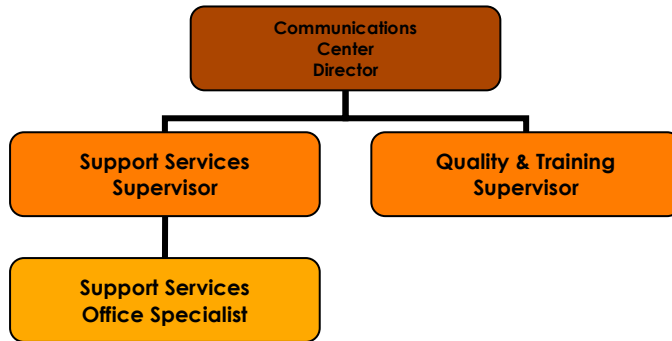 Communications
Center
Director
Support Services
Supervisor
Quality & Training
Supervisor
Support Services
Office Specialist